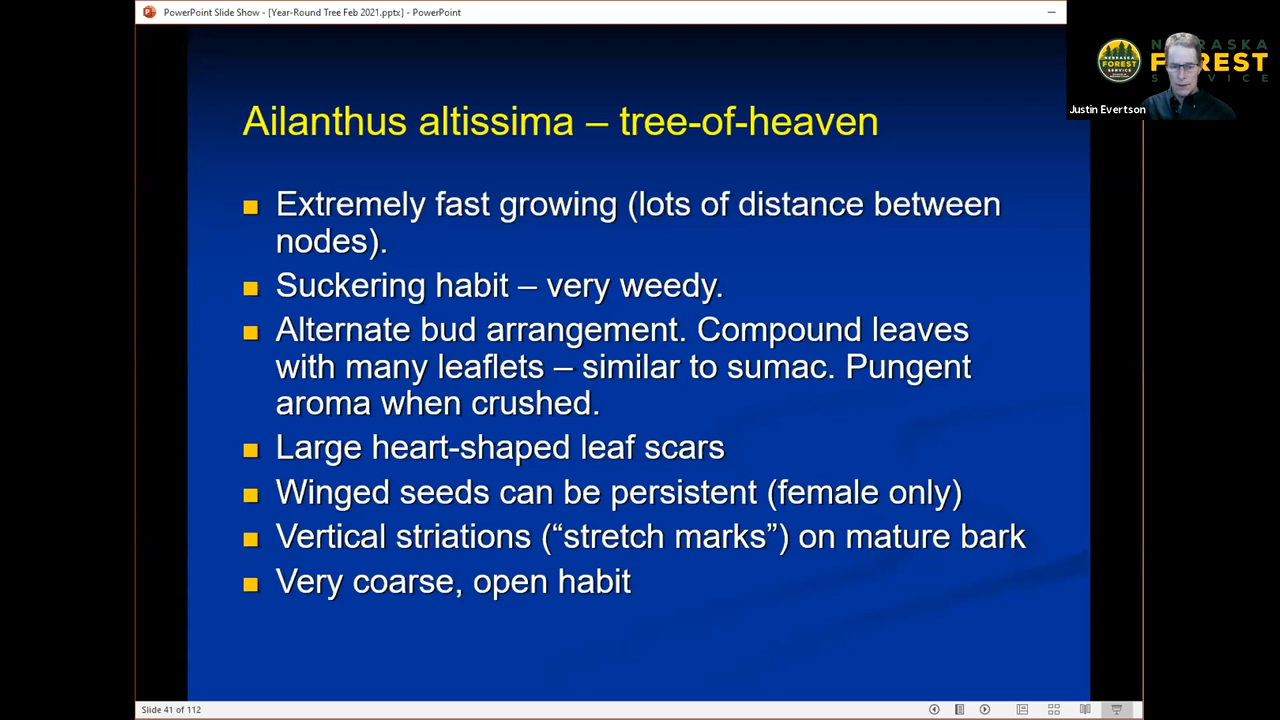 PowerPoint Slide Show - [Year-Round Tree Feb 2021.pptx] - PowerPoint
Ailanthus altissima – tree-of-heaven
Extremely fast growing (lots of distance between
nodes).
Suckering habit – very weedy.
Alternate bud arrangement. Compound leaves
with many leaflets – similar to sumac. Pungent
aroma when crushed.
Large heart-shaped leaf scars
Winged seeds can be persistent (female only)
Vertical striations (“stretch marks”) on mature bark
Very coarse, open habit
Slide 41 of 112
FOREST
Justin Evertson